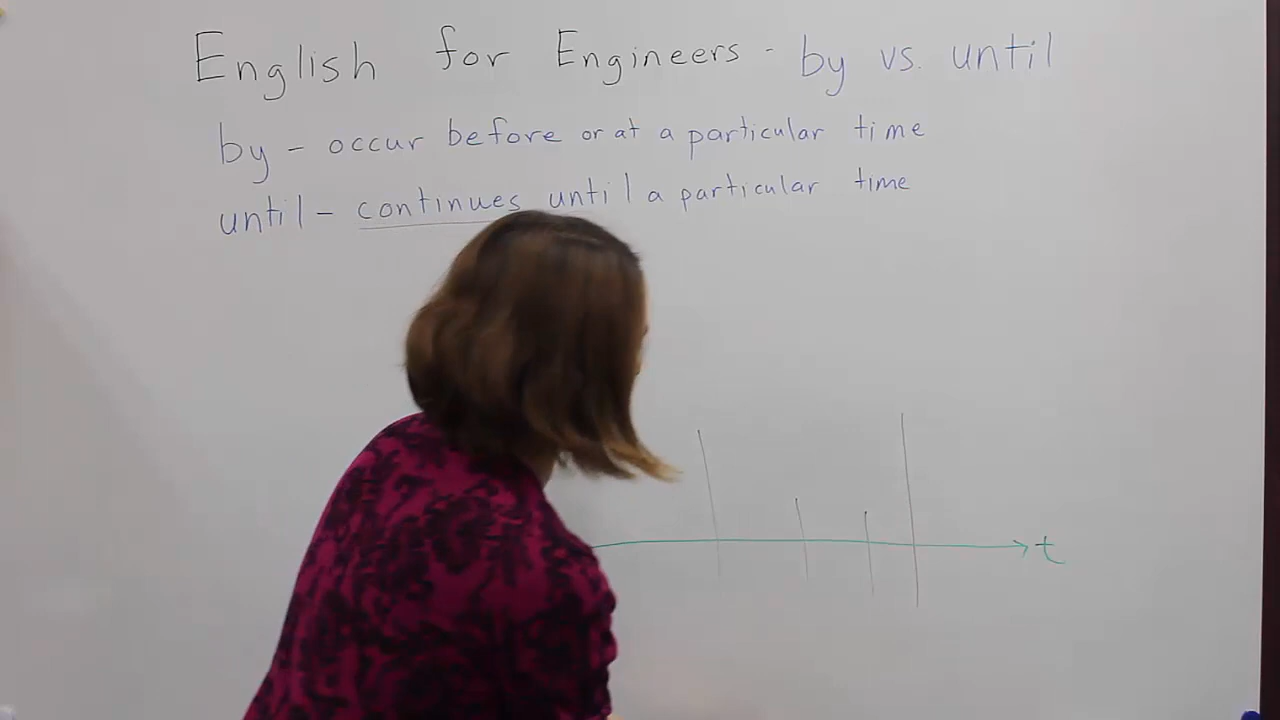 English for Engineers - by vs. until
by - occur before or at a particular time
until - continues until a particular time
t